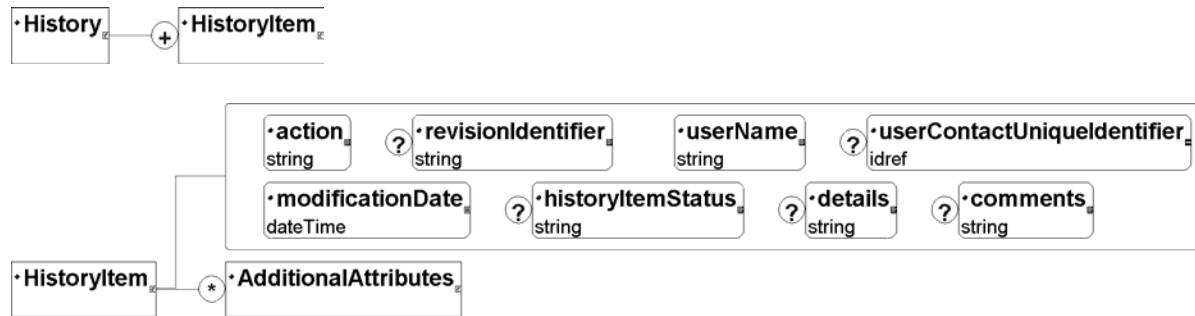 History + HistoryItem
action ? revisionIdentifier userName ? userContactUniqueIdentifier
string string string idref
modificationDate ? historyItemStatus ? details ? comments
dateTime string string string
HistoryItem * AdditionalAttributes